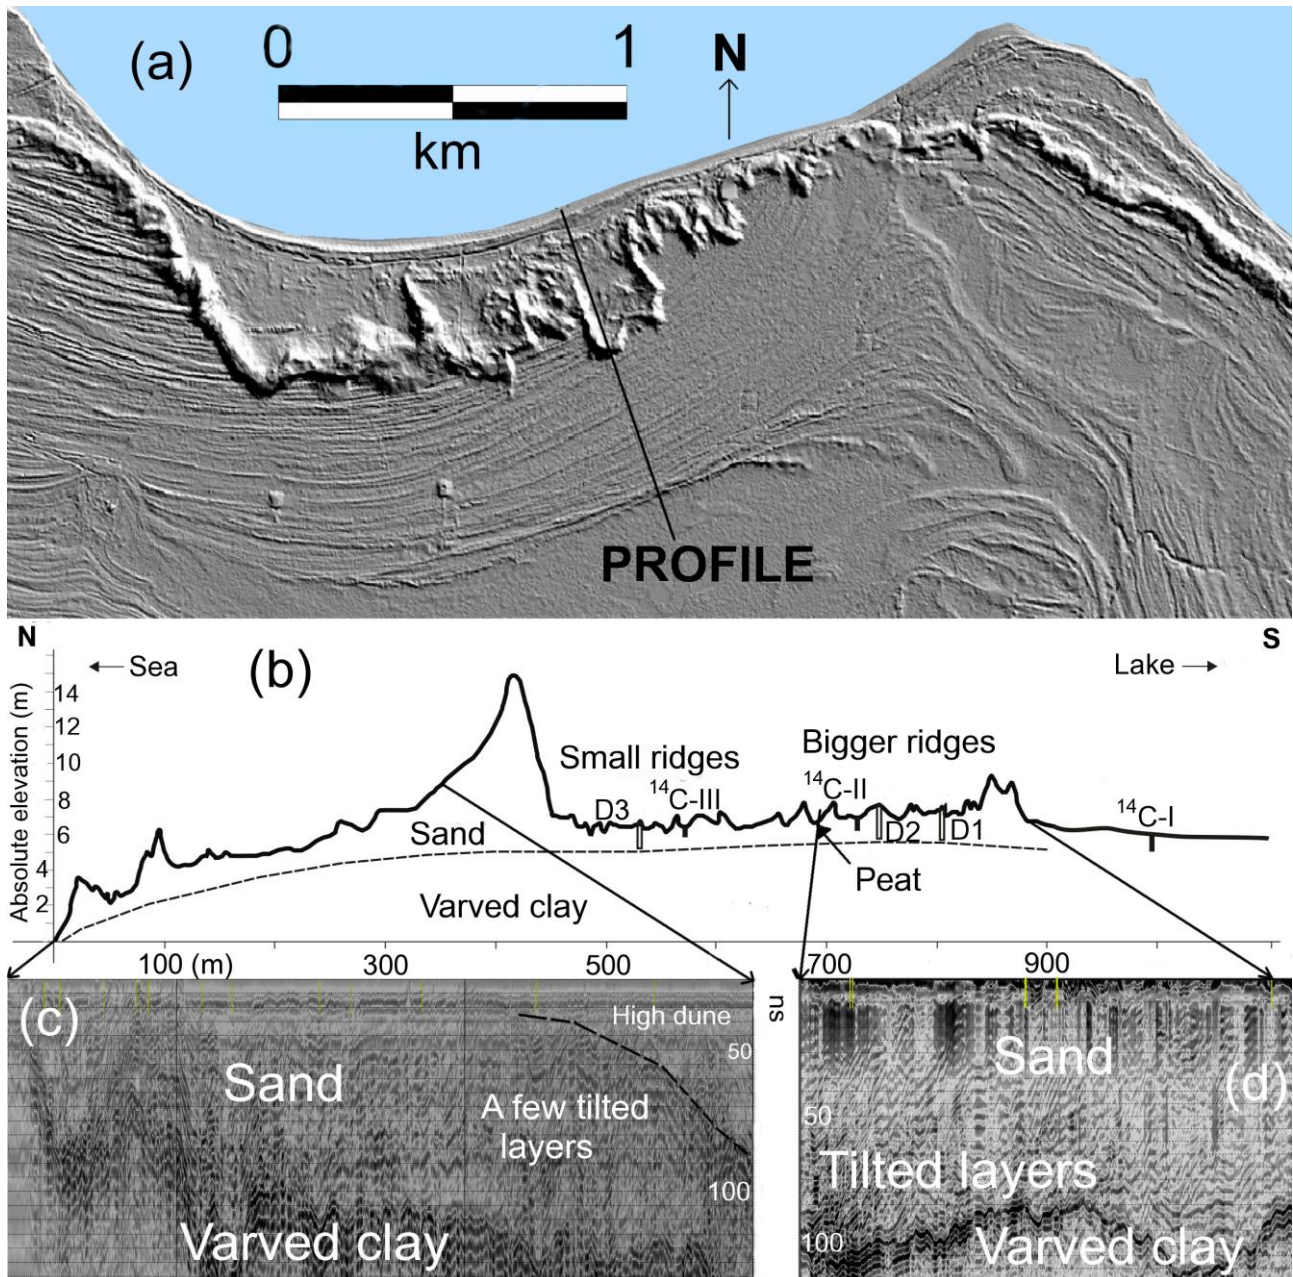 (a)
0 1
km
N
PROFILE
N S
(b)
← Sea
Lake →
Absolute elevation (m)
14
12
10
8
6
4
2
Small ridges
Bigger ridges
D3
¹⁴C-III
¹⁴C-II
D2
D1
¹⁴C-I
Sand
Peat
Varved clay
100 (m) 300 500 700 900
(c)
High dune
50
Sand
A few tilted
layers
100
Varved clay
ns
Sand
(d)
50
Tilted layers
100
Varved clay